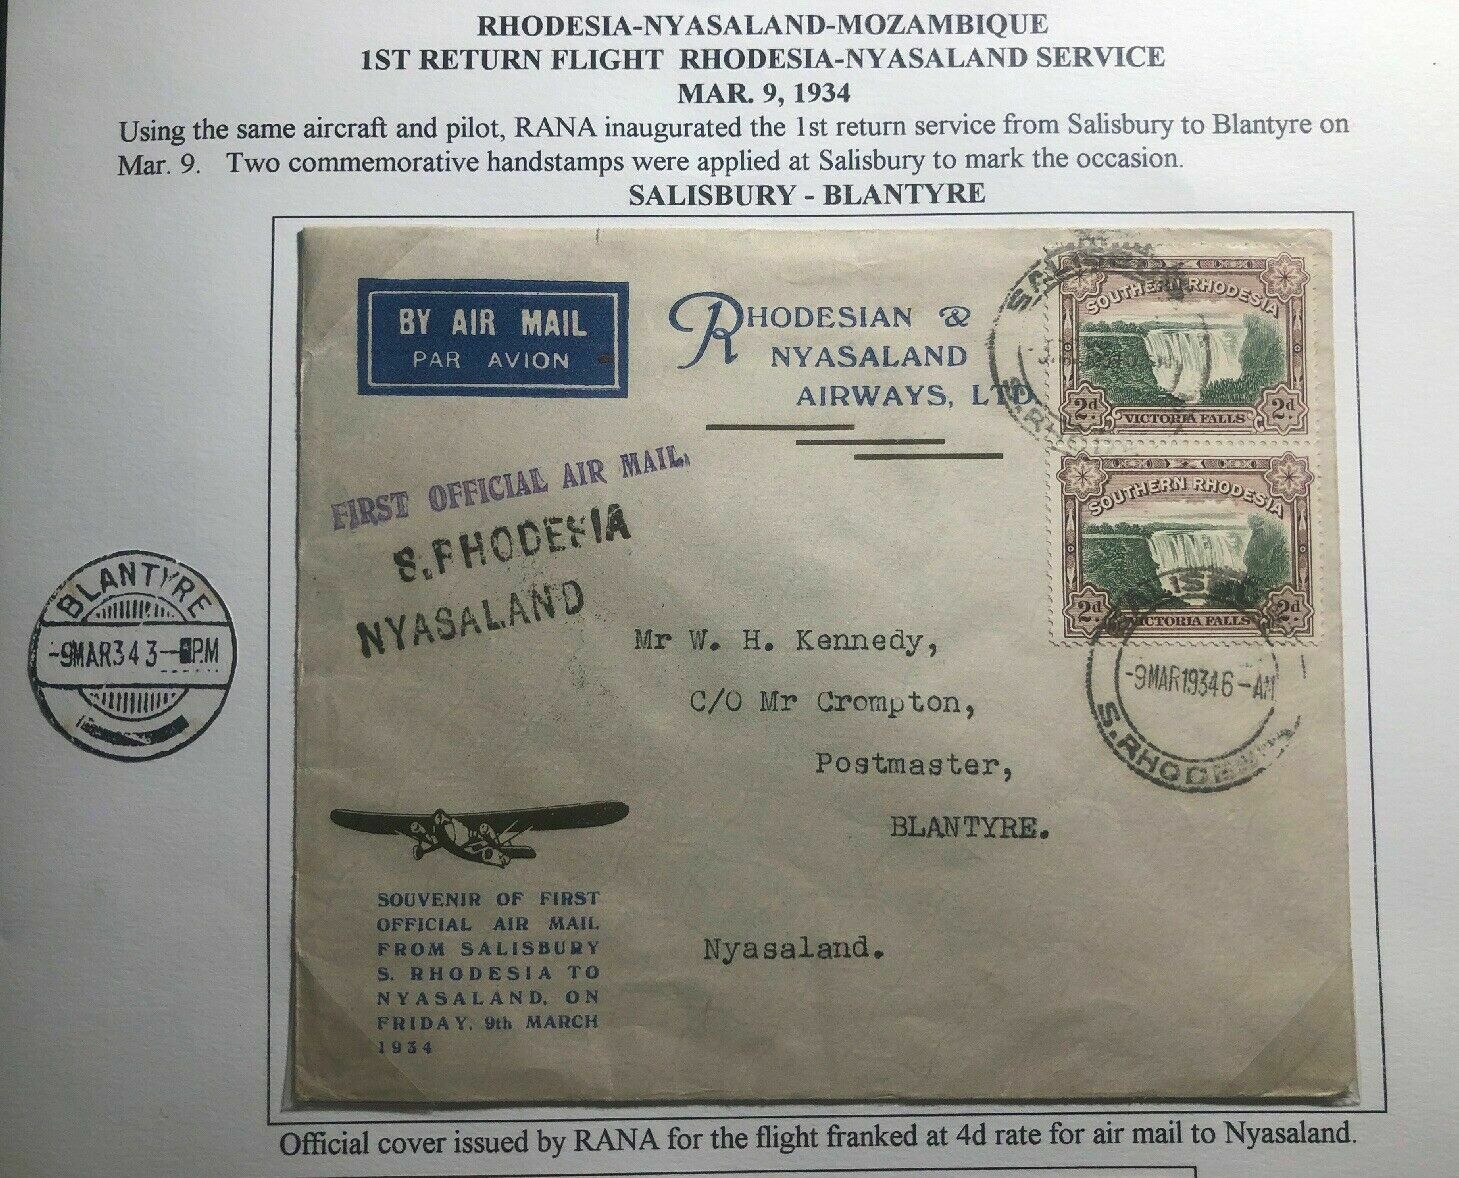 RHODESIA-NYASALAND-MOZAMBIQUE
1ST RETURN FLIGHT RHODESIA-NYASALAND SERVICE
MAR. 9, 1934
Using the same aircraft and pilot, RANA inaugurated the 1st return service from Salisbury to Blantyre on
Mar. 9. Two commemorative handstamps were applied at Salisbury to mark the occasion.
SALISBURY - BLANTYRE
BY AIR MAIL
PAR AVION
RHODESIAN &
NYASALAND
AIRWAYS, LTD
SOUTHERN RHODESIA
2d VICTORIA FALLS 2d
SALISBURY
S.RHODESIA
SOUTHERN RHODESIA
2d VICTORIA FALLS 2d
-9MAR1934 6-AM
S.RHODESIA
FIRST OFFICIAL AIR MAIL.
S.RHODESIA
NYASALAND
BLANTYRE
-9MAR34 3- PM
Mr W. H. Kennedy,
C/O Mr Crompton,
Postmaster,
BLANTYRE.
Nyasaland.
SOUVENIR OF FIRST
OFFICIAL AIR MAIL
FROM SALISBURY
S. RHODESIA TO
NYASALAND, ON
FRIDAY, 9th MARCH
1934
Official cover issued by RANA for the flight franked at 4d rate for air mail to Nyasaland.